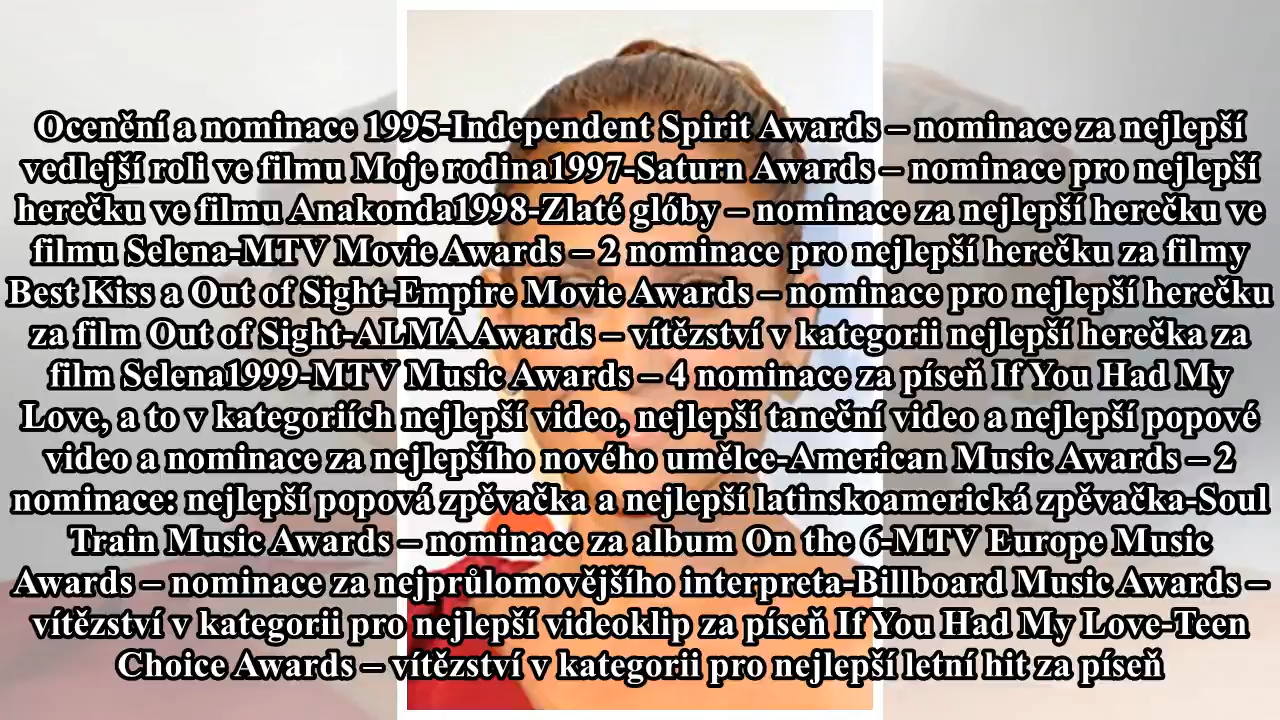 Ocenění a nominace 1995-Independent Spirit Awards – nominace za nejlepší
vedlejší roli ve filmu Moje rodina1997-Saturn Awards – nominace pro nejlepší
herečku ve filmu Anakonda1998-Zlaté glóby – nominace za nejlepší herečku ve
filmu Selena-MTV Movie Awards – 2 nominace pro nejlepší herečku za filmy
Best Kiss a Out of Sight-Empire Movie Awards – nominace pro nejlepší herečku
za film Out of Sight-ALMA Awards – vítězství v kategorii nejlepší herečka za
film Selena1999-MTV Music Awards – 4 nominace za píseň If You Had My
Love, a to v kategoriích nejlepší video, nejlepší taneční video a nejlepší popové
video a nominace za nejlepšího nového umělce-American Music Awards – 2
nominace: nejlepší popová zpěvačka a nejlepší latinskoamerická zpěvačka-Soul
Train Music Awards – nominace za album On the 6-MTV Europe Music
Awards – nominace za nejprůlomovějšího interpreta-Billboard Music Awards –
vítězství v kategorii pro nejlepší videoklip za píseň If You Had My Love-Teen
Choice Awards – vítězství v kategorii pro nejlepší letní hit za píseň